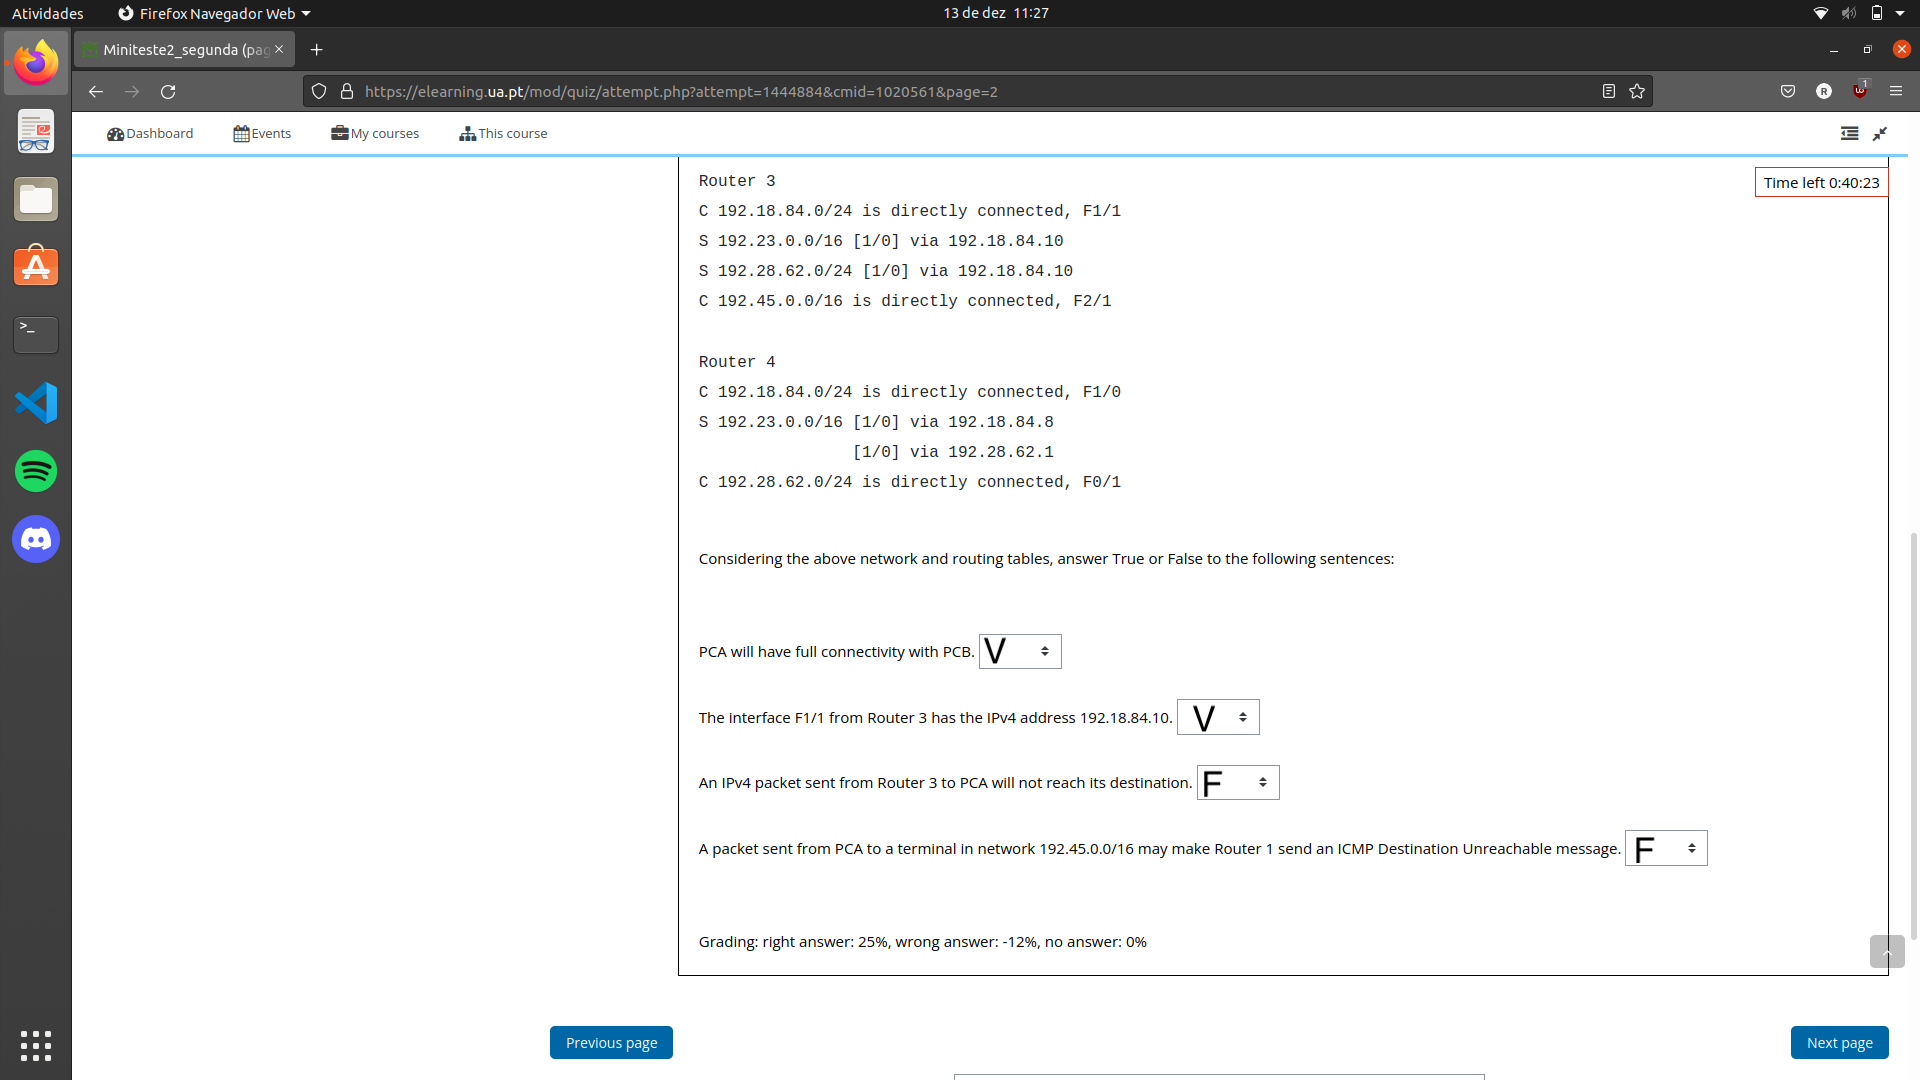 Atividades
Firefox Navegador Web
13 de dez 11:27
Miniteste2_segunda (pag
https://elearning.ua.pt/mod/quiz/attempt.php?attempt=1444884&cmid=1020561&page=2
R
1
Dashboard
Events
My courses
This course
Time left 0:40:23
Router 3
C 192.18.84.0/24 is directly connected, F1/1
S 192.23.0.0/16 [1/0] via 192.18.84.10
S 192.28.62.0/24 [1/0] via 192.18.84.10
C 192.45.0.0/16 is directly connected, F2/1
Router 4
C 192.18.84.0/24 is directly connected, F1/0
S 192.23.0.0/16 [1/0] via 192.18.84.8
[1/0] via 192.28.62.1
C 192.28.62.0/24 is directly connected, F0/1
Considering the above network and routing tables, answer True or False to the following sentences:
PCA will have full connectivity with PCB. V
The interface F1/1 from Router 3 has the IPv4 address 192.18.84.10. V
An IPv4 packet sent from Router 3 to PCA will not reach its destination. F
A packet sent from PCA to a terminal in network 192.45.0.0/16 may make Router 1 send an ICMP Destination Unreachable message. F
Grading: right answer: 25%, wrong answer: -12%, no answer: 0%
Previous page
Next page